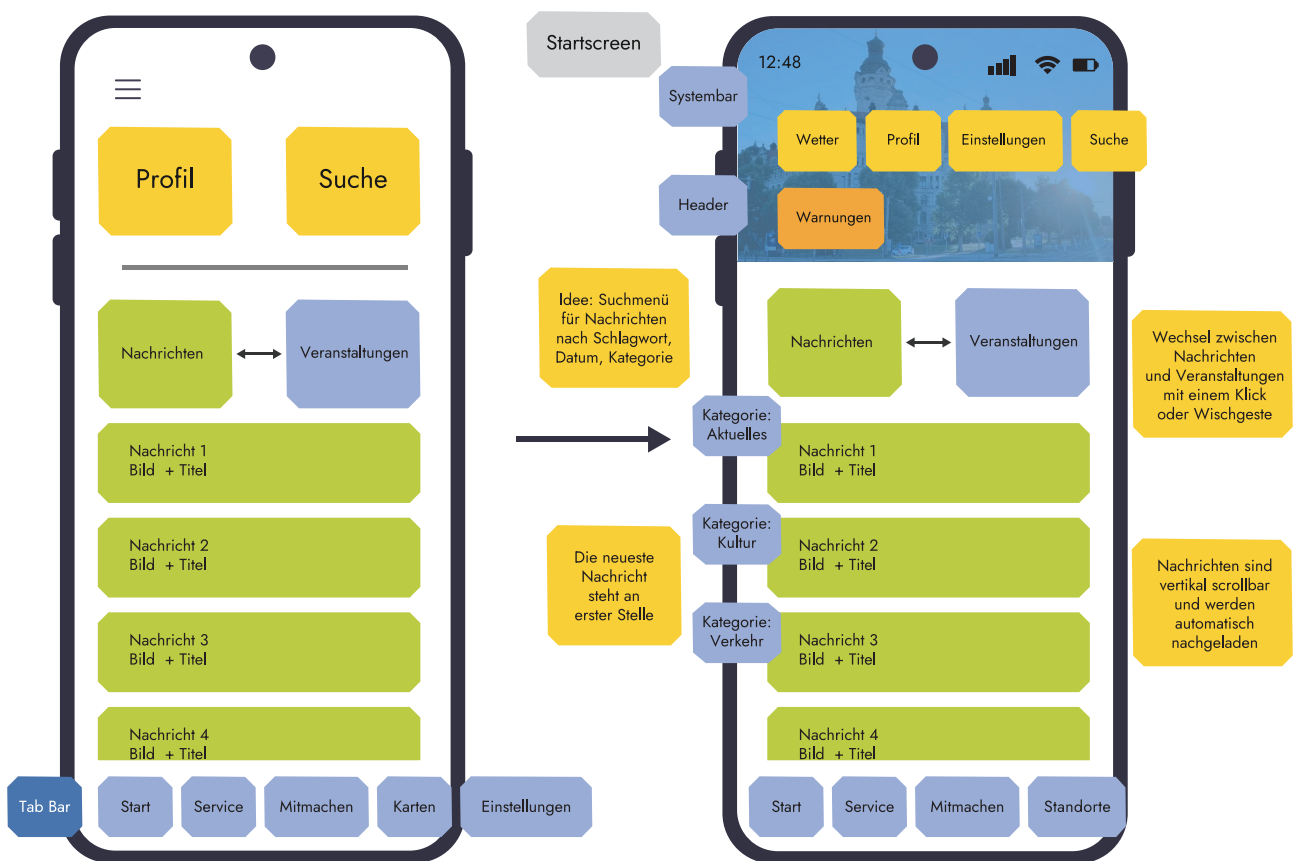 Profil
Suche
Nachrichten
Veranstaltungen
Nachricht 1
Bild + Titel
Nachricht 2
Bild + Titel
Nachricht 3
Bild + Titel
Nachricht 4
Bild + Titel
Tab Bar
Start
Service
Mitmachen
Karten
Einstellungen
Startscreen
Systembar
Header
Idee: Suchmenü
für Nachrichten
nach Schlagwort,
Datum, Kategorie
Die neueste
Nachricht
steht an
erster Stelle
12:48
Wetter
Profil
Einstellungen
Suche
Warnungen
Nachrichten
Veranstaltungen
Kategorie:
Aktuelles
Nachricht 1
Bild + Titel
Kategorie:
Kultur
Nachricht 2
Bild + Titel
Kategorie:
Verkehr
Nachricht 3
Bild + Titel
Nachricht 4
Bild + Titel
Start
Service
Mitmachen
Standorte
Wechsel zwischen
Nachrichten
und Veranstaltungen
mit einem Klick
oder Wischgeste
Nachrichten sind
vertikal scrollbar
und werden
automatisch
nachgeladen